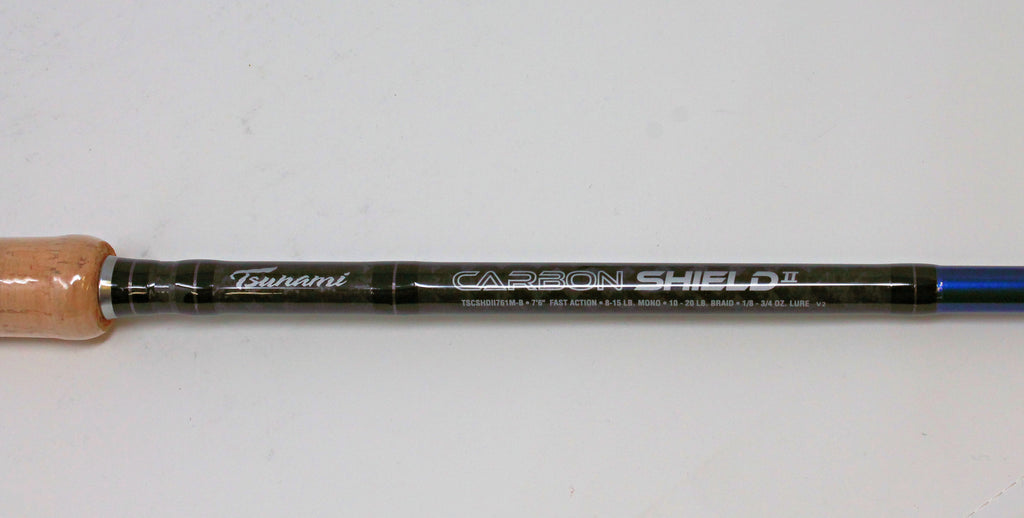 Tsunami
CARBON SHIELD II
TSCSHDII761M-B • 7'6" FAST ACTION • 8-15 LB. MONO • 10 - 20 LB. BRAID • 1/8 - 3/4 OZ. LURE V2